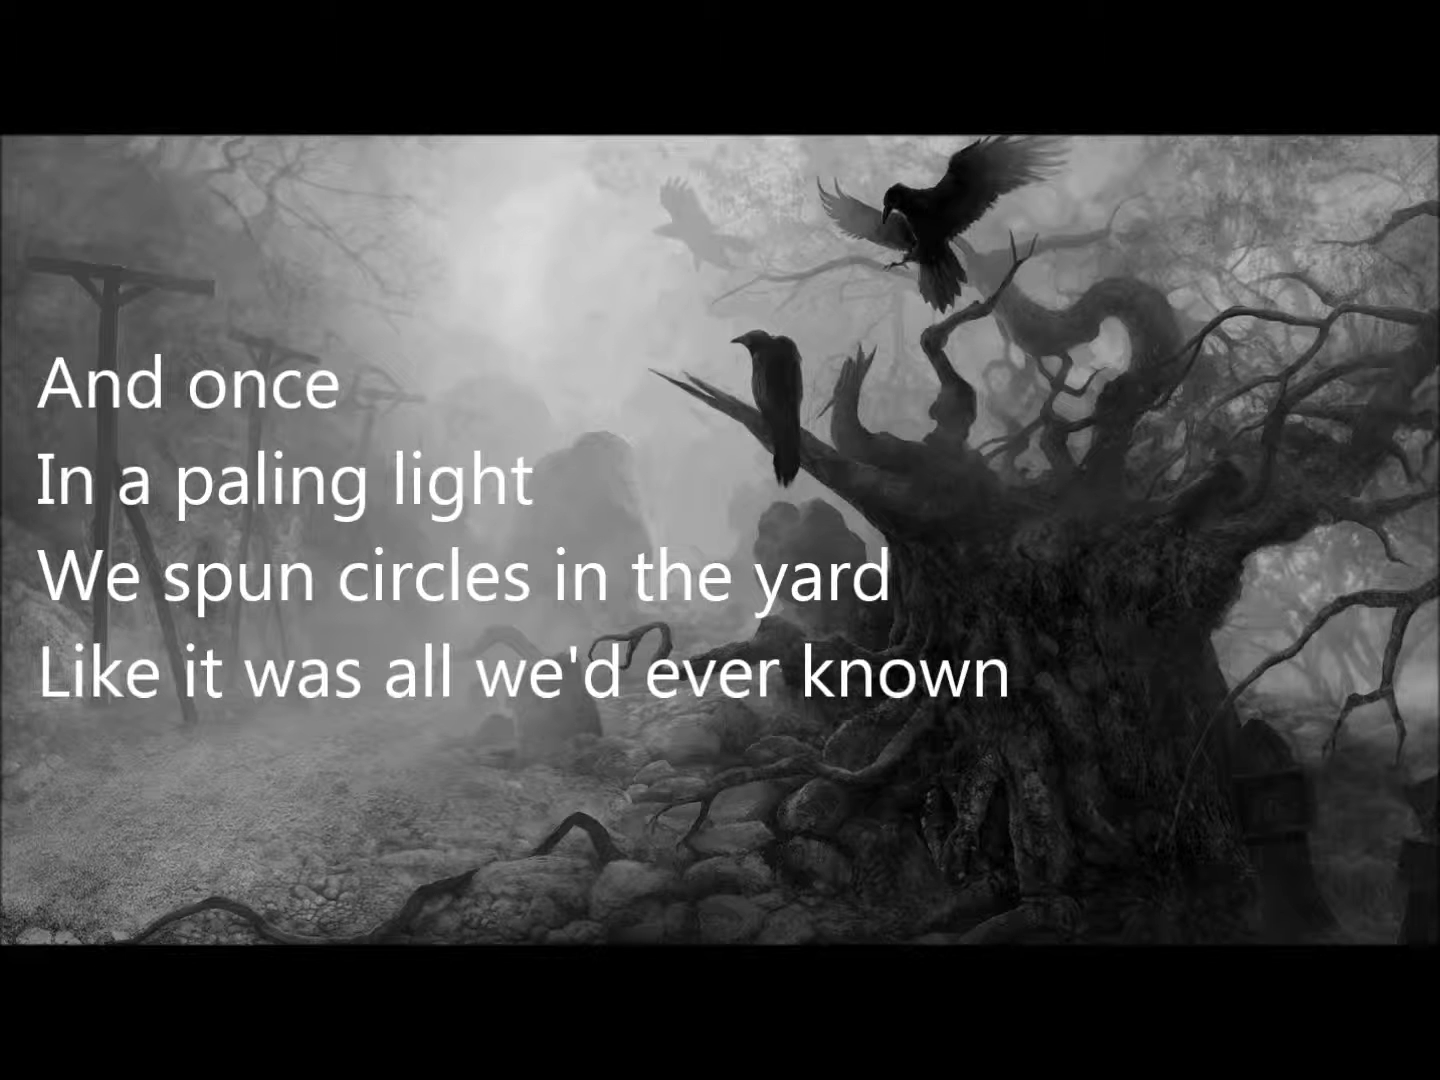 And once
In a paling light
We spun circles in the yard
Like it was all we'd ever known